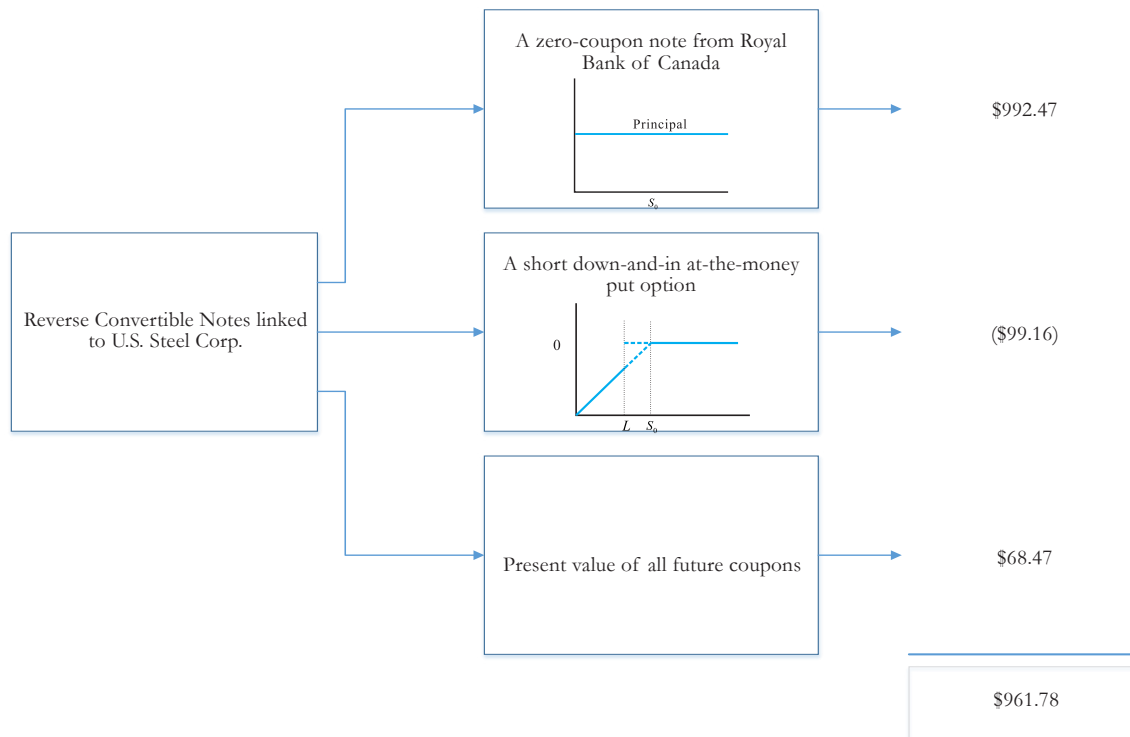 A zero-coupon note from Royal
Bank of Canada
Principal
S₀
$992.47
Reverse Convertible Notes linked
to U.S. Steel Corp.
A short down-and-in at-the-money
put option
0
L S₀
($99.16)
Present value of all future coupons
$68.47
$961.78